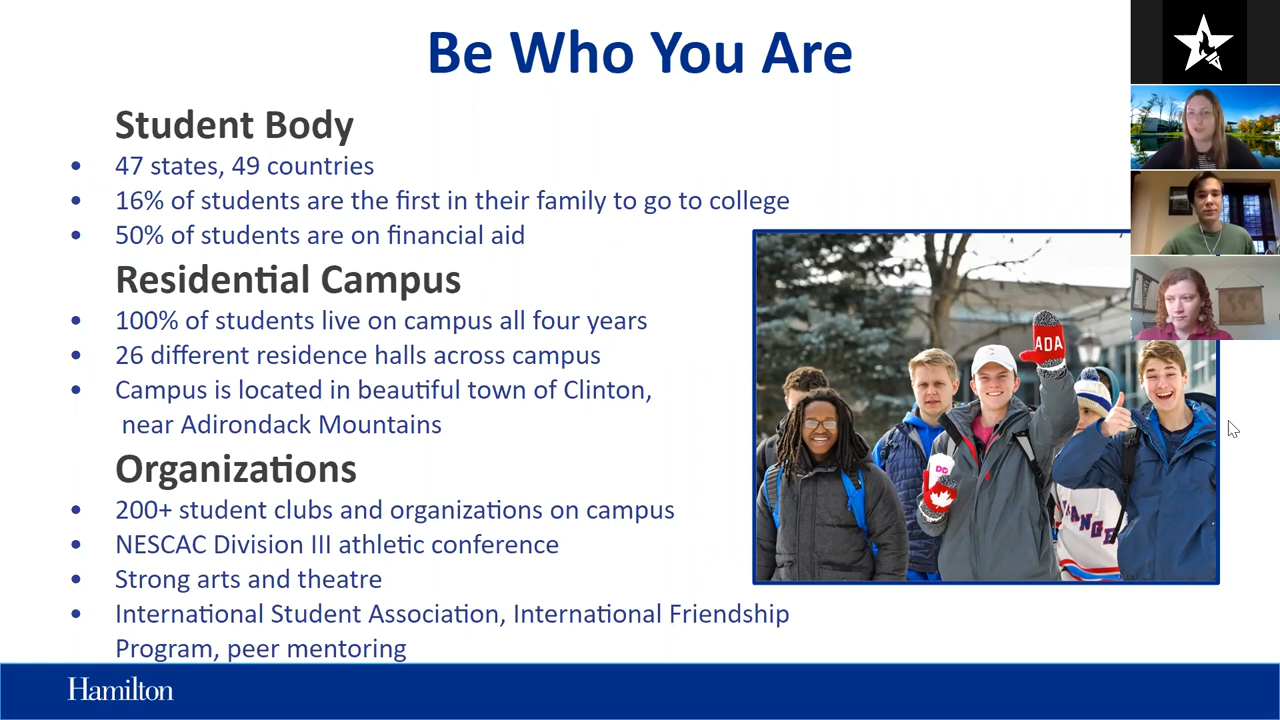 Be Who You Are
Student Body
• 47 states, 49 countries
• 16% of students are the first in their family to go to college
• 50% of students are on financial aid
Residential Campus
• 100% of students live on campus all four years
• 26 different residence halls across campus
• Campus is located in beautiful town of Clinton,
near Adirondack Mountains
Organizations
• 200+ student clubs and organizations on campus
• NESCAC Division III athletic conference
• Strong arts and theatre
• International Student Association, International Friendship
Program, peer mentoring
ADA
DD
ANGE
Hamilton